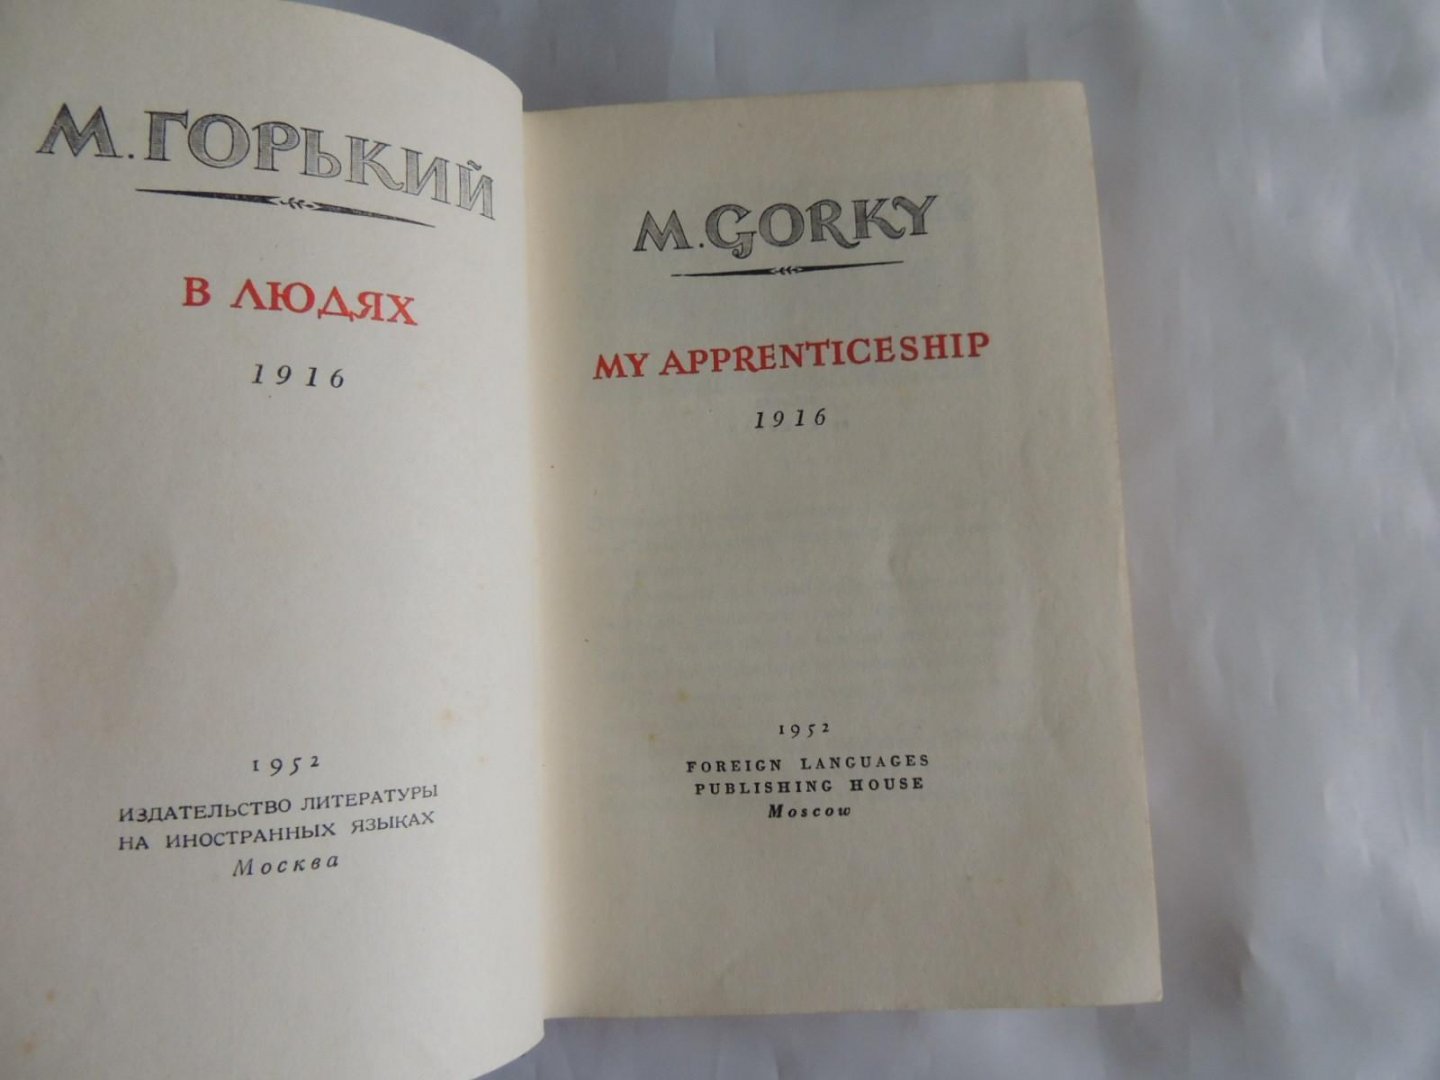 М.ГОРЬКИЙ
В ЛЮДЯХ
1916
1952
ИЗДАТЕЛЬСТВО ЛИТЕРАТУРЫ
НА ИНОСТРАННЫХ ЯЗЫКАХ
Москва
M.GORKY
MY APPRENTICESHIP
1916
1952
FOREIGN LANGUAGES
PUBLISHING HOUSE
Moscow